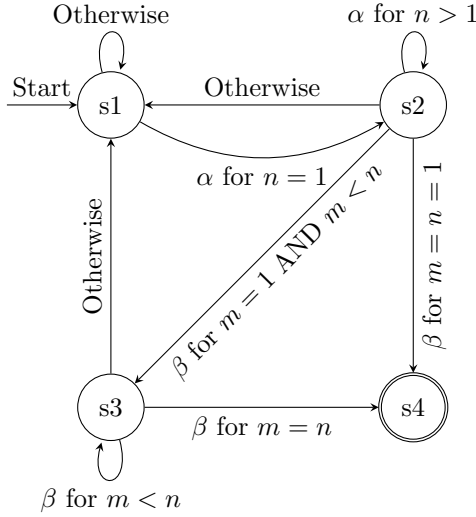 Otherwise
α for n > 1
Start
s1
Otherwise
s2
α for n = 1
β for m = 1 AND m < n
β for m = n = 1
Otherwise
s3
β for m = n
s4
β for m < n